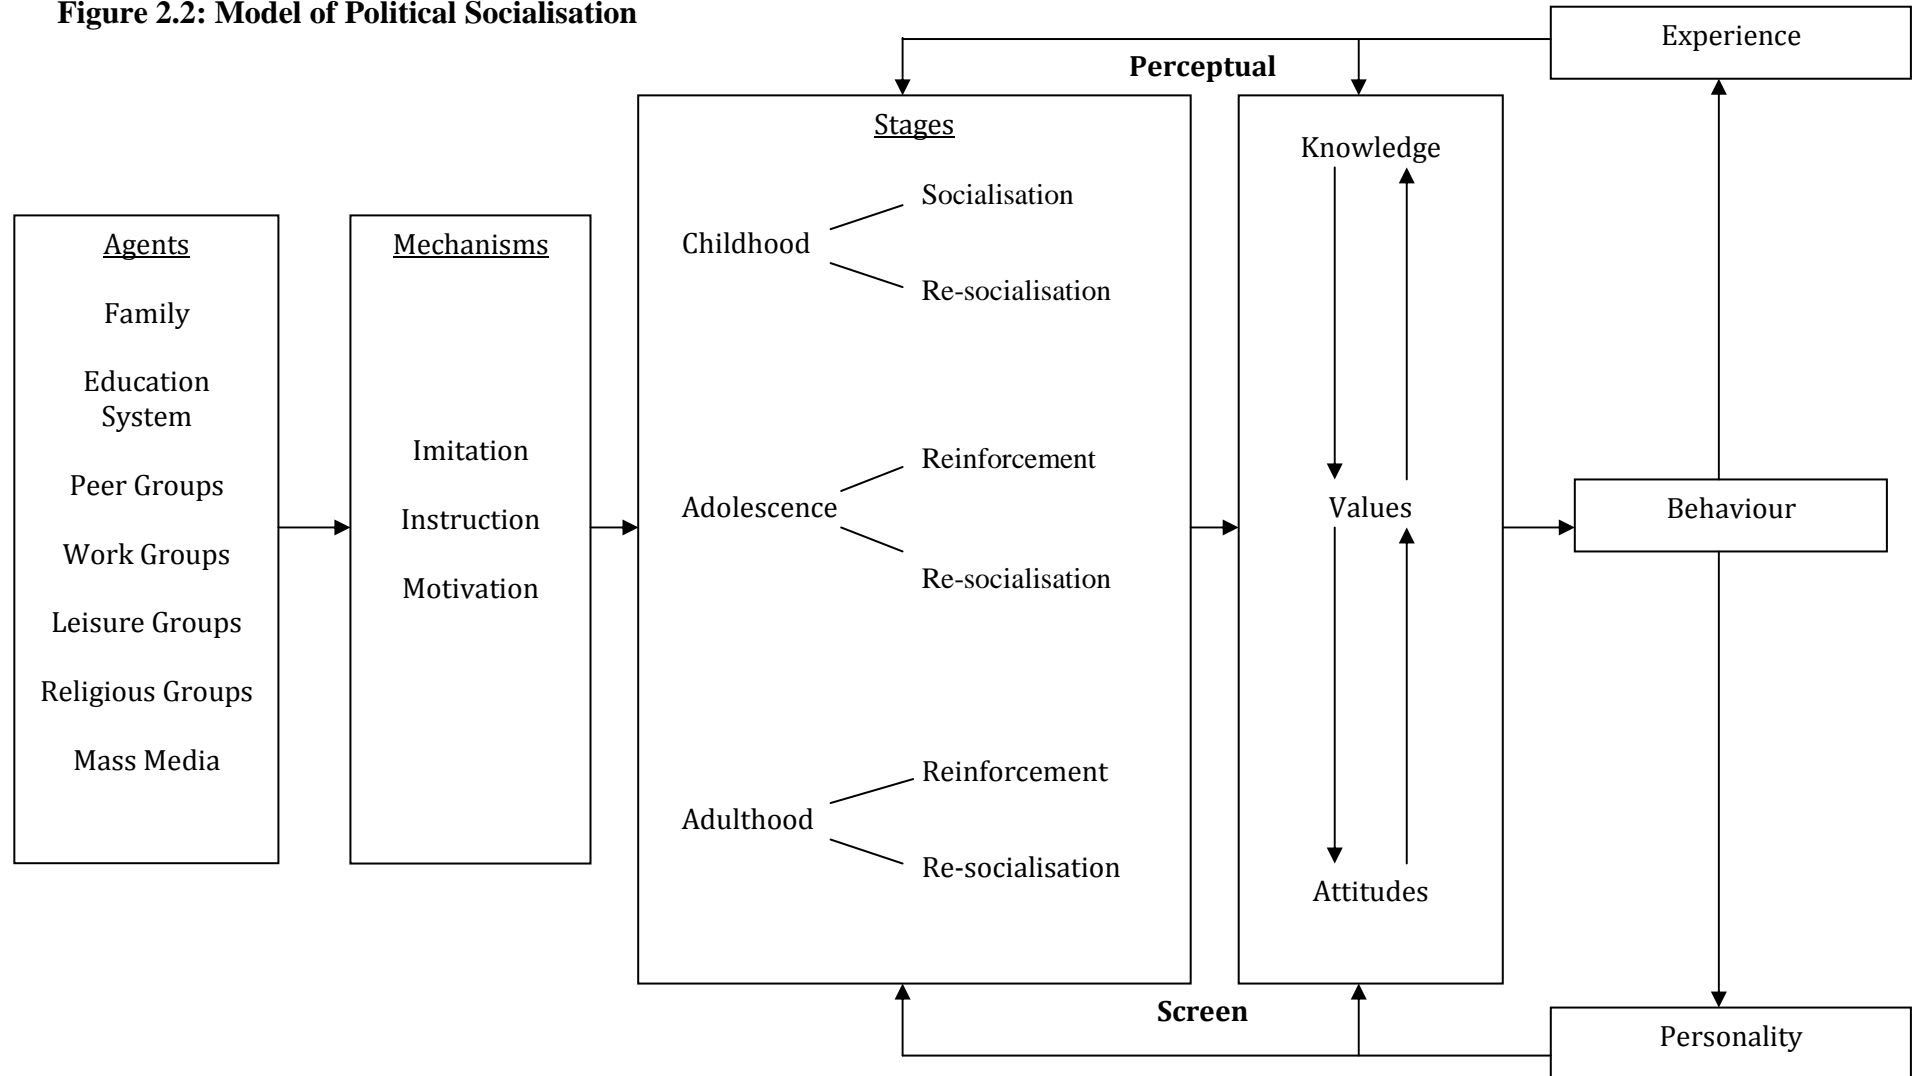 Figure 2.2: Model of Political Socialisation
Experience
Perceptual
Agents
Family
Education
System
Peer Groups
Work Groups
Leisure Groups
Religious Groups
Mass Media
Mechanisms
Imitation
Instruction
Motivation
Stages
Childhood
Socialisation
Re-socialisation
Adolescence
Reinforcement
Re-socialisation
Adulthood
Reinforcement
Re-socialisation
Knowledge
Values
Attitudes
Behaviour
Screen
Personality